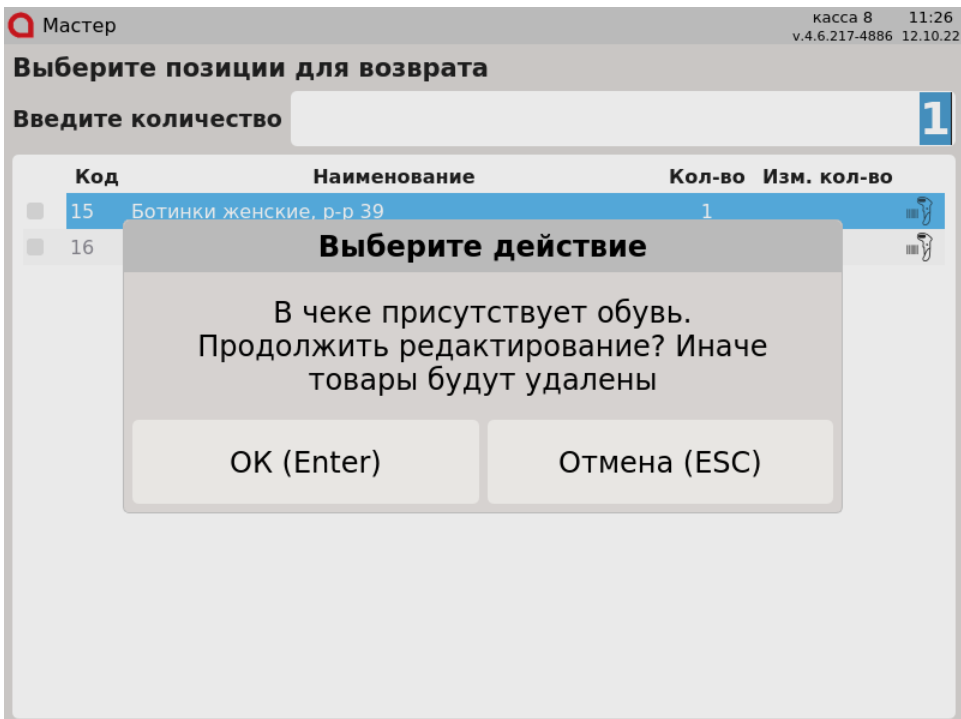 Мастер
касса 8 11:26
v.4.6.217-4886 12.10.22
Выберите позиции для возврата
Введите количество 1
Код Наименование Кол-во Изм. кол-во
15 Ботинки женские, р-р 39 1
16
Выберите действие
В чеке присутствует обувь.
Продолжить редактирование? Иначе
товары будут удалены
ОК (Enter) Отмена (ESC)